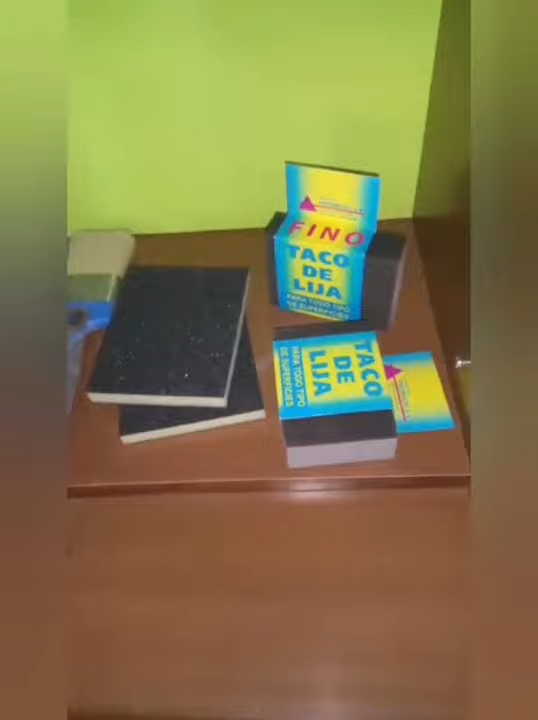 FINO
TACO
DE
LIJA
PARA TODO TIPO
DE SUPERFICIES
TACO
DE
LIJA
PARA TODO TIPO
DE SUPERFICIES